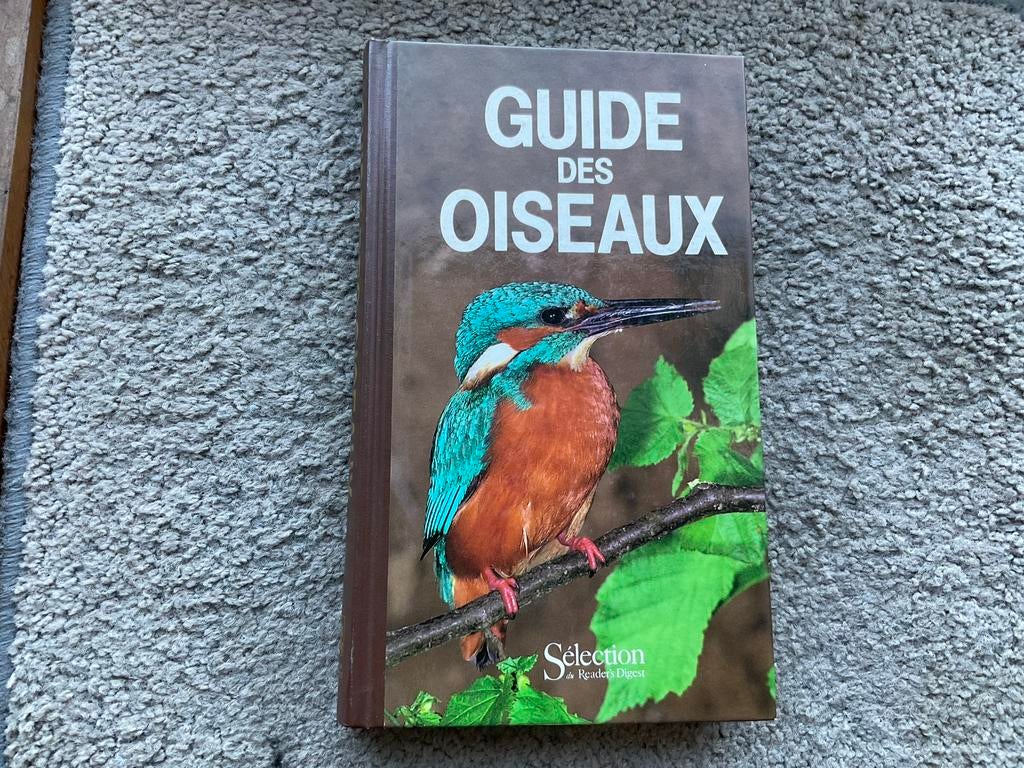 GUIDE
DES
OISEAUX
Sélection
du Reader's Digest